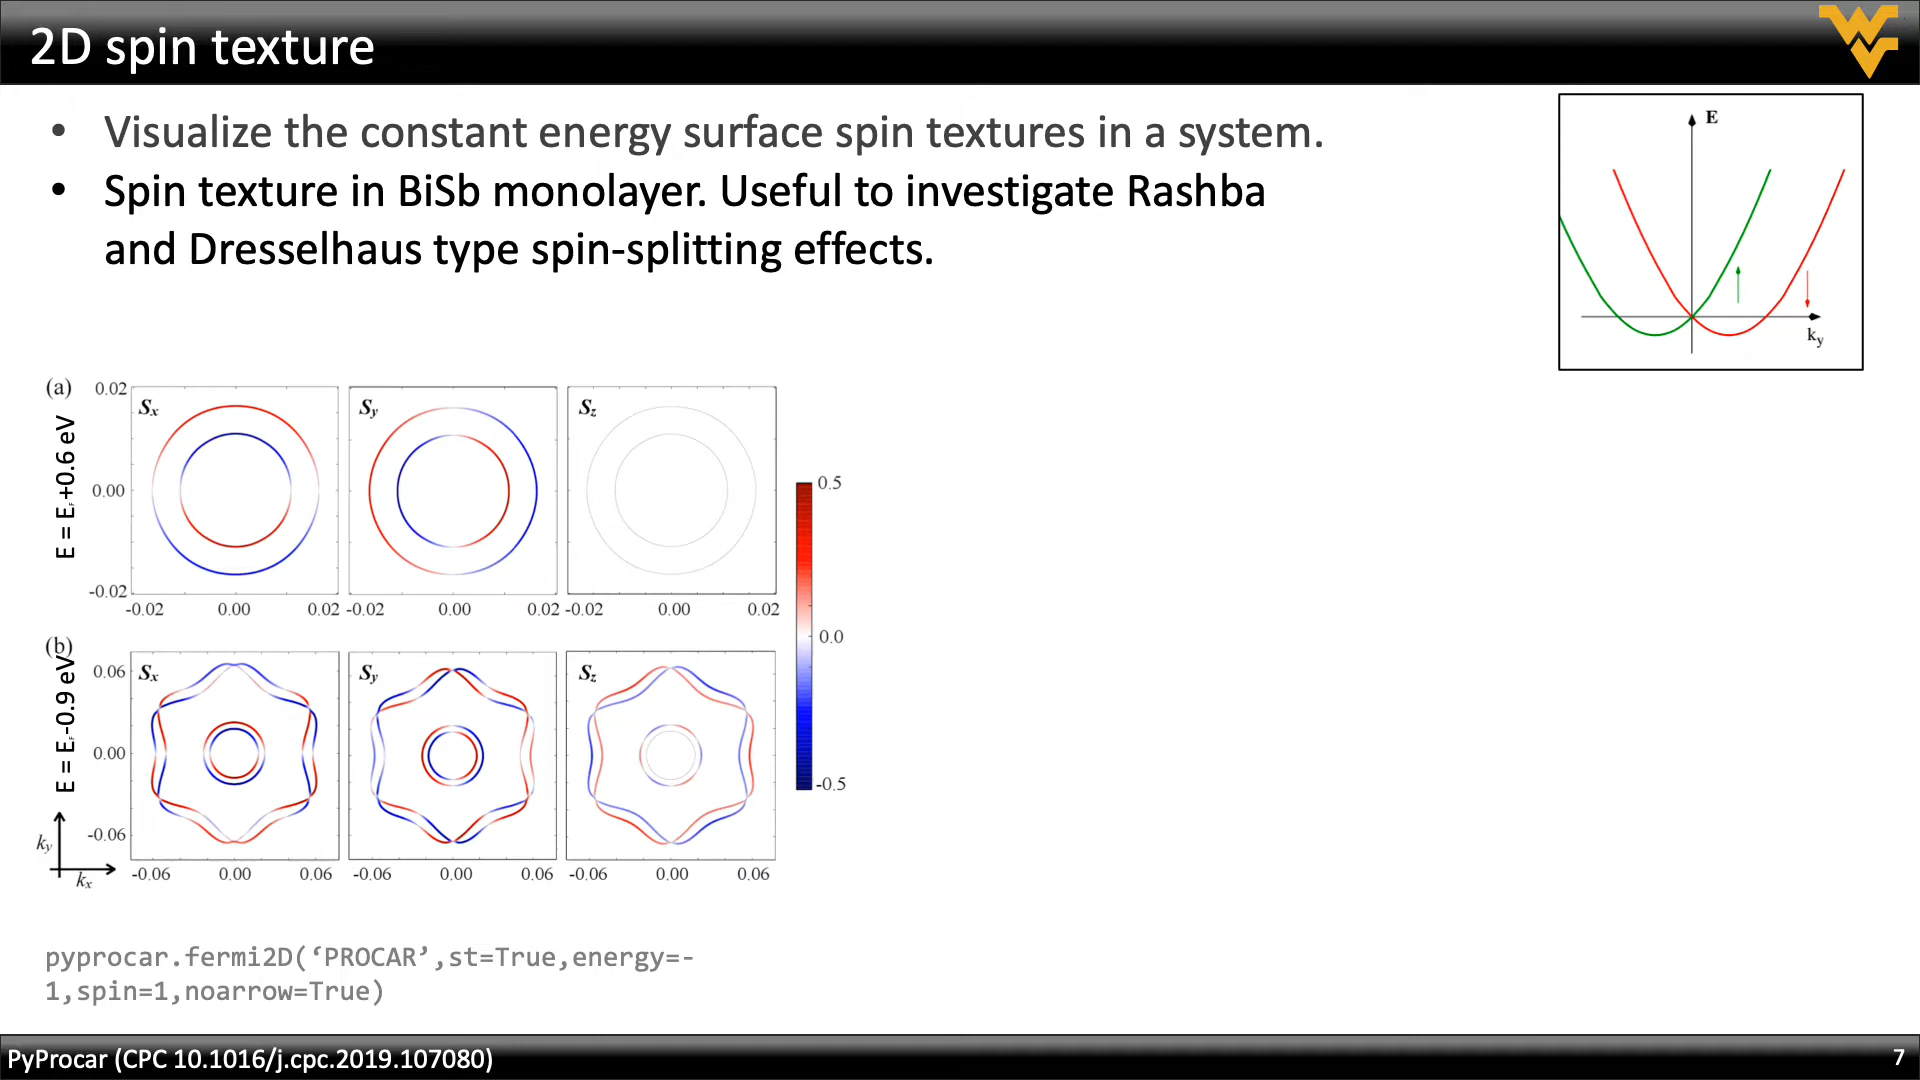 2D spin texture
• Visualize the constant energy surface spin textures in a system.
• Spin texture in BiSb monolayer. Useful to investigate Rashba
and Dresselhaus type spin-splitting effects.
E
ky
(a)
E = EF+0.6 eV
0.02
0.00
-0.02
Sx
Sy
Sz
-0.02 0.00 0.02 -0.02 0.00 0.02 -0.02 0.00 0.02
0.5
0.0
-0.5
(b)
E = EF-0.9 eV
0.06
0.00
-0.06
Sx
Sy
Sz
ky
kx
-0.06 0.00 0.06 -0.06 0.00 0.06 -0.06 0.00 0.06
pyprocar.fermi2D(‘PROCAR’,st=True,energy=-
1,spin=1,noarrow=True)
PyProcar (CPC 10.1016/j.cpc.2019.107080)
7